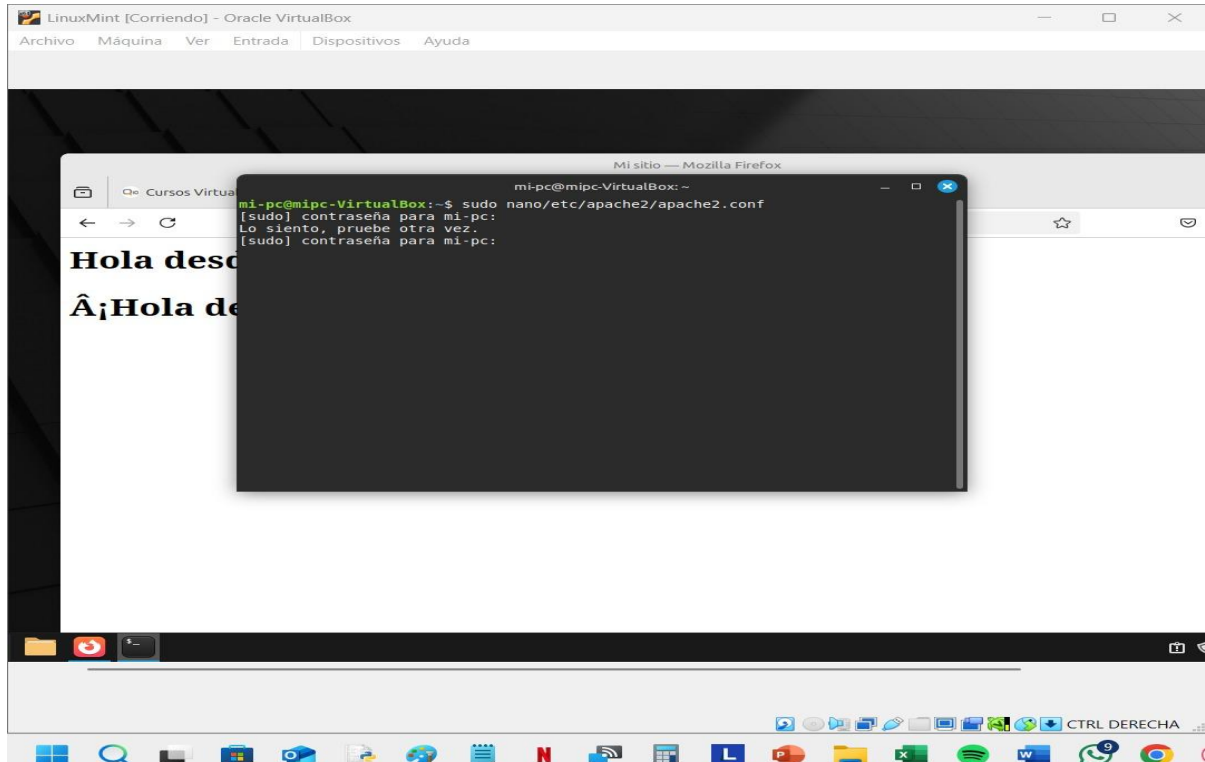 LinuxMint [Corriendo] - Oracle VirtualBox
Archivo Máquina Ver Entrada Dispositivos Ayuda
Mi sitio — Mozilla Firefox
Cursos Virtua
mi-pc@mipc-VirtualBox: ~
mi-pc@mipc-VirtualBox:~$ sudo nano/etc/apache2/apache2.conf
[sudo] contraseña para mi-pc:
Lo siento, pruebe otra vez.
[sudo] contraseña para mi-pc:
Hola desd
Â¡Hola de
CTRL DERECHA
9